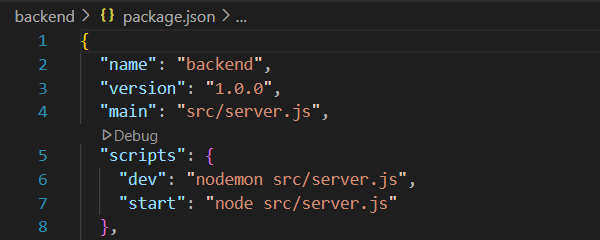 backend > {} package.json > ...
1 {
2 "name": "backend",
3 "version": "1.0.0",
4 "main": "src/server.js",
Debug
5 "scripts": {
6 "dev": "nodemon src/server.js",
7 "start": "node src/server.js"
8 },